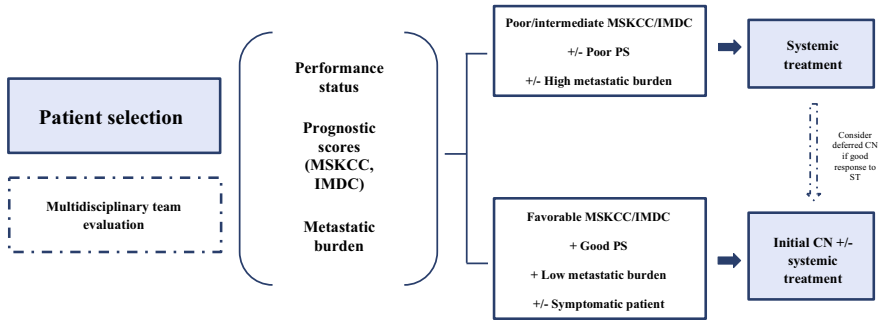 Patient selection
Multidisciplinary team
evaluation
Performance
status
Prognostic
scores
(MSKCC,
IMDC)
Metastatic
burden
Poor/intermediate MSKCC/IMDC
+/- Poor PS
+/- High metastatic burden
Systemic
treatment
Consider
deferred CN
if good
response to
ST
Favorable MSKCC/IMDC
+ Good PS
+ Low metastatic burden
+/- Symptomatic patient
Initial CN +/-
systemic
treatment